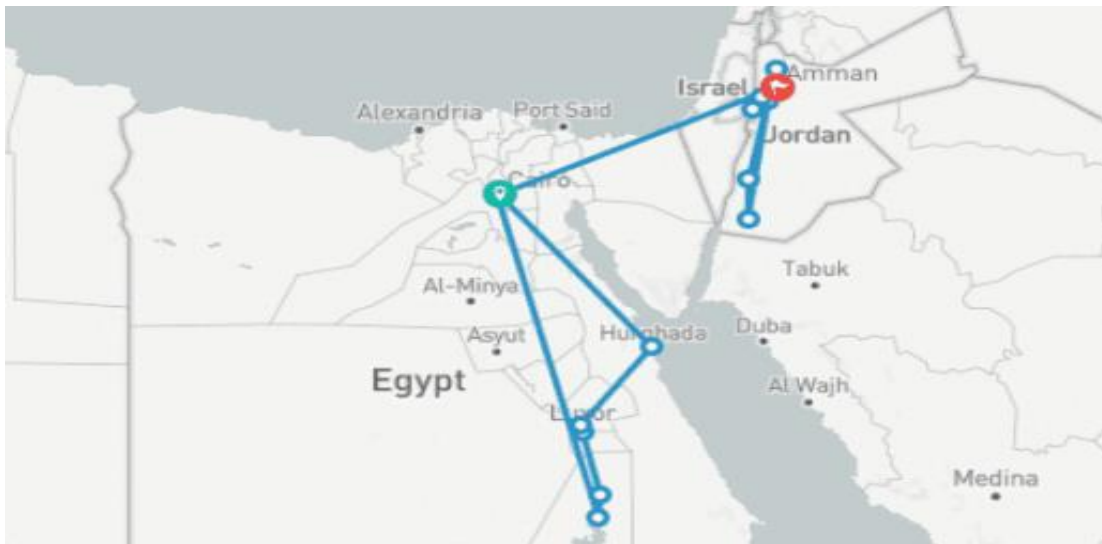 Amman
Israel
Alexandria
Port Said
Jordan
Cairo
Tabuk
Al-Minya
Hurghada
Duba
Asyut
Egypt
Al Wajh
Luxor
Medina